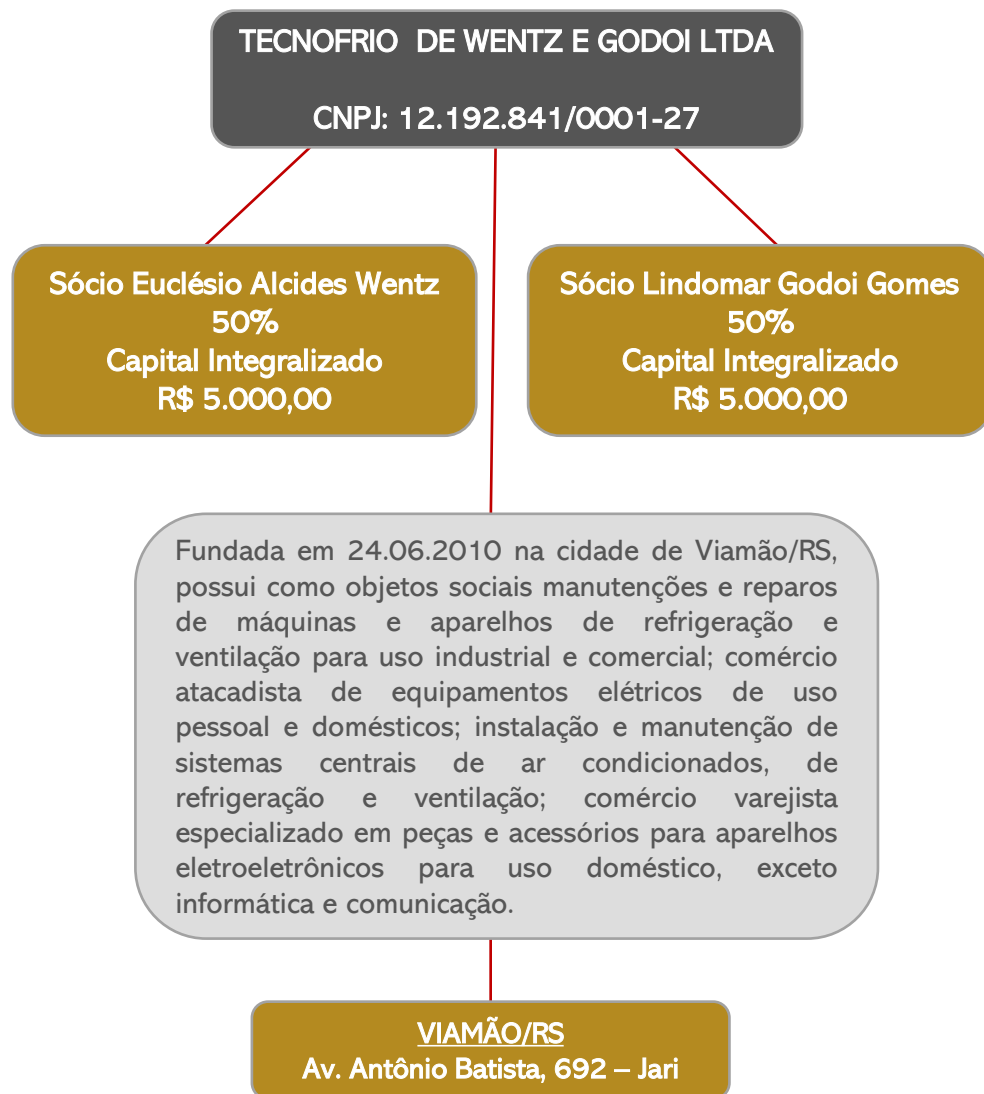 TECNOFRIO DE WENTZ E GODOI LTDA
CNPJ: 12.192.841/0001-27
Sócio Euclésio Alcides Wentz
50%
Capital Integralizado
R$ 5.000,00
Sócio Lindomar Godoi Gomes
50%
Capital Integralizado
R$ 5.000,00
Fundada em 24.06.2010 na cidade de Viamão/RS,
possui como objetos sociais manutenções e reparos
de máquinas e aparelhos de refrigeração e
ventilação para uso industrial e comercial; comércio
atacadista de equipamentos elétricos de uso
pessoal e domésticos; instalação e manutenção de
sistemas centrais de ar condicionados, de
refrigeração e ventilação; comércio varejista
especializado em peças e acessórios para aparelhos
eletroeletrônicos para uso doméstico, exceto
informática e comunicação.
VIAMÃO/RS
Av. Antônio Batista, 692 – Jari